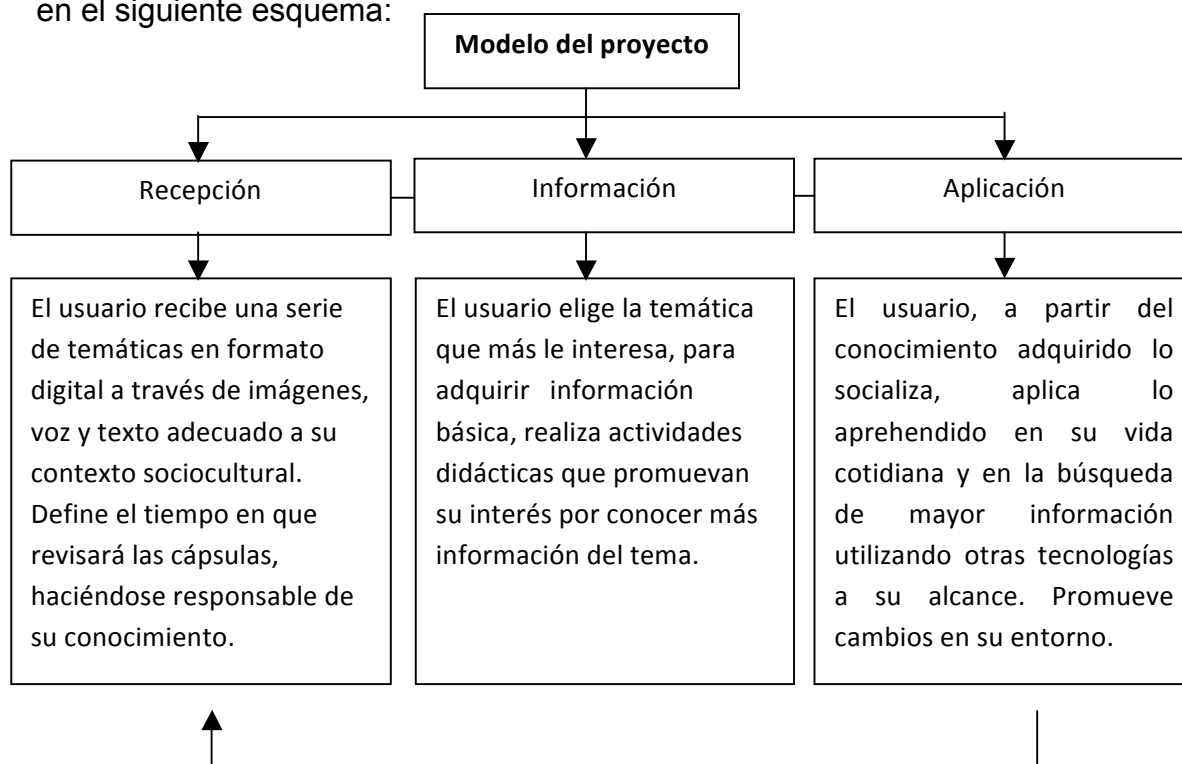 en el siguiente esquema:
Modelo del proyecto
Recepción
Información
Aplicación
El usuario recibe una serie
de temáticas en formato
digital a través de imágenes,
voz y texto adecuado a su
contexto sociocultural.
Define el tiempo en que
revisará las cápsulas,
haciéndose responsable de
su conocimiento.
El usuario elige la temática
que más le interesa, para
adquirir información
básica, realiza actividades
didácticas que promuevan
su interés por conocer más
información del tema.
El usuario, a partir del
conocimiento adquirido lo
socializa, aplica lo
aprehendido en su vida
cotidiana y en la búsqueda
de mayor información
utilizando otras tecnologías
a su alcance. Promueve
cambios en su entorno.